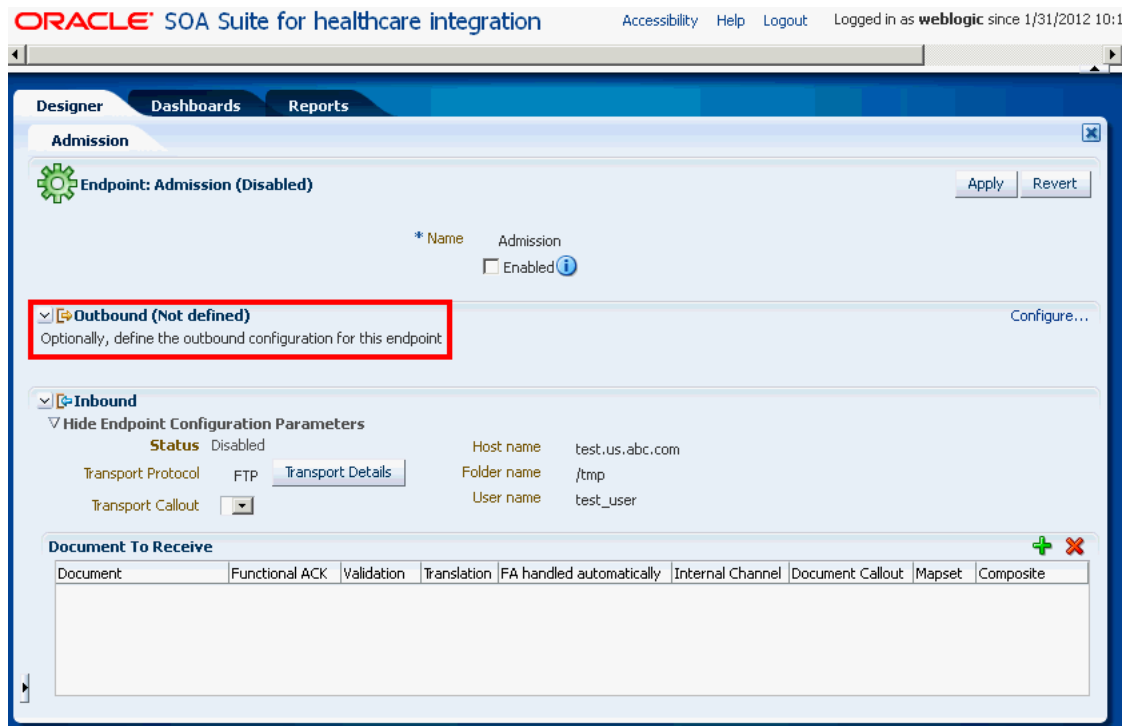 ORACLE SOA Suite for healthcare integration Accessibility Help Logout Logged in as weblogic since 1/31/2012 10:1
Designer Dashboards Reports
Admission
Endpoint: Admission (Disabled) Apply Revert
* Name Admission
Enabled
Outbound (Not defined) Configure...
Optionally, define the outbound configuration for this endpoint
Inbound
Hide Endpoint Configuration Parameters
Status Disabled Host name test.us.abc.com
Transport Protocol FTP Transport Details Folder name /tmp
Transport Callout User name test_user
Document To Receive
Document Functional ACK Validation Translation FA handled automatically Internal Channel Document Callout Mapset Composite